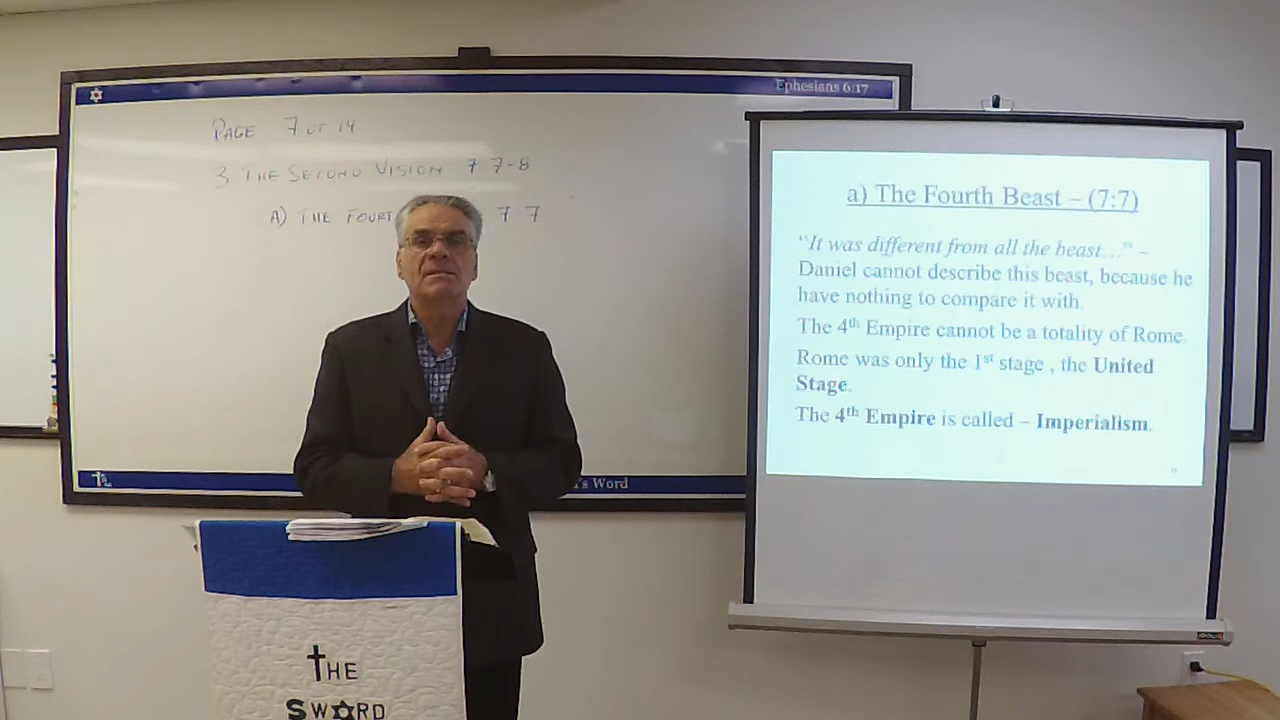 Ephesians 6:17
PAGE 7 OF 14
3 THE SECOND VISION 7 7-8
A) THE FOURT 7 7
's Word
a) The Fourth Beast – (7:7)
"It was different from all the beast…" –
Daniel cannot describe this beast, because he
have nothing to compare it with.
The 4th Empire cannot be a totality of Rome.
Rome was only the 1st stage , the United
Stage.
The 4th Empire is called – Imperialism.
THE
SWORD